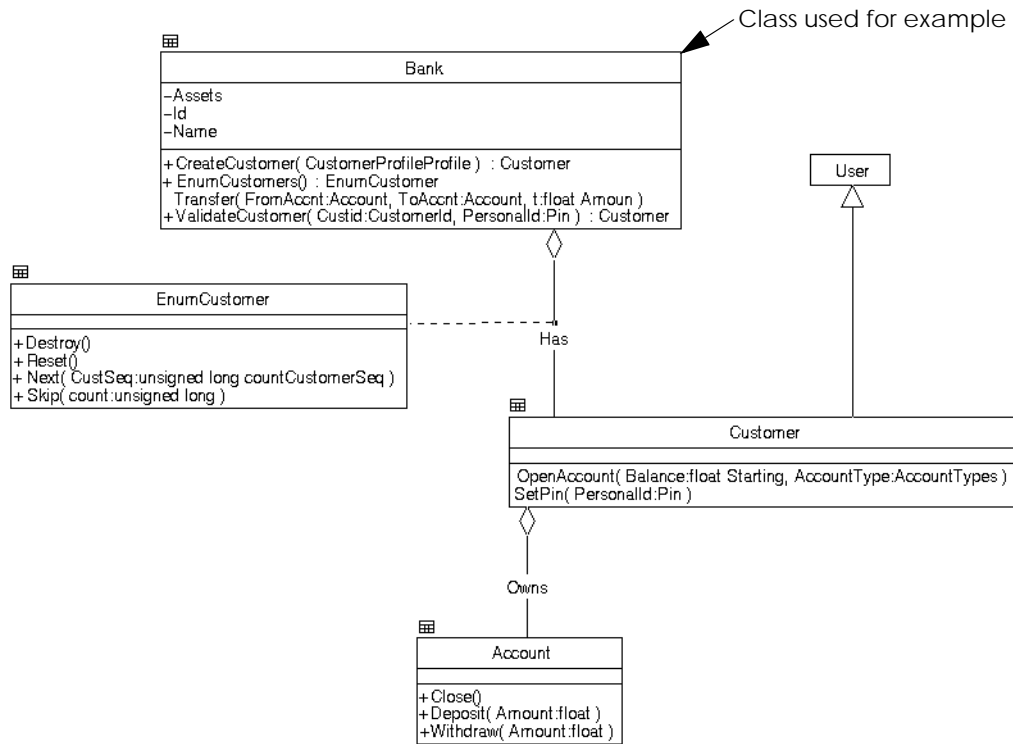 Class used for example
Bank
-Assets
-Id
-Name
+CreateCustomer( CustomerProfileProfile ) : Customer
+ EnumCustomers() : EnumCustomer
Transfer( FromAccnt:Account, ToAccnt:Account, t:float Amoun )
+ValidateCustomer( Custid:CustomerId, PersonalId:Pin ) : Customer
User
EnumCustomer
+Destroy()
+Reset()
+ Next( CustSeq:unsigned long countCustomerSeq )
+ Skip( count:unsigned long )
Has
Customer
OpenAccount( Balance:float Starting, AccountType:AccountTypes )
SetPin( PersonalId:Pin )
Owns
Account
+Close()
+Deposit( Amount:float )
+Withdraw( Amount:float )